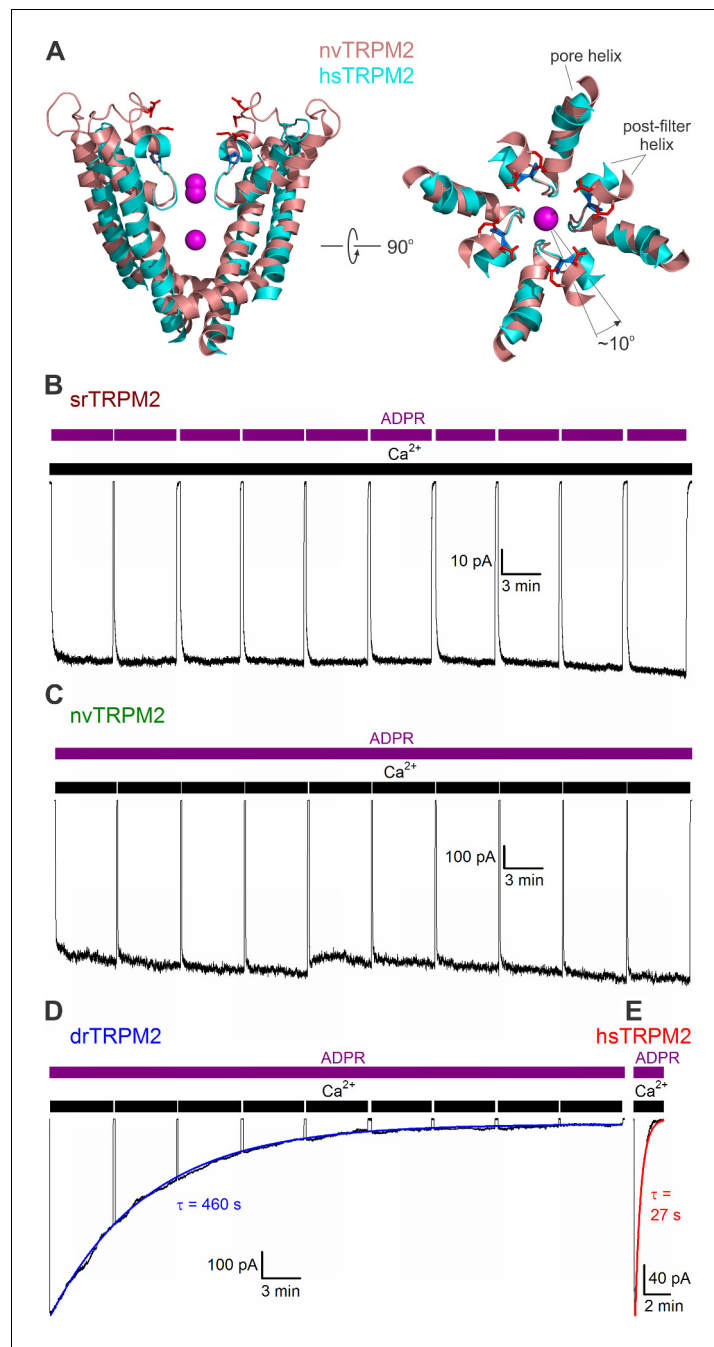 A
nvTRPM2
hsTRPM2
pore helix
post-filter
helix
90°
~10°
B
srTRPM2
ADPR
Ca2+
10 pA
3 min
C
nvTRPM2
ADPR
Ca2+
100 pA
3 min
D
drTRPM2
ADPR
Ca2+
τ = 460 s
100 pA
3 min
E
hsTRPM2
ADPR
Ca2+
τ =
27 s
40 pA
2 min